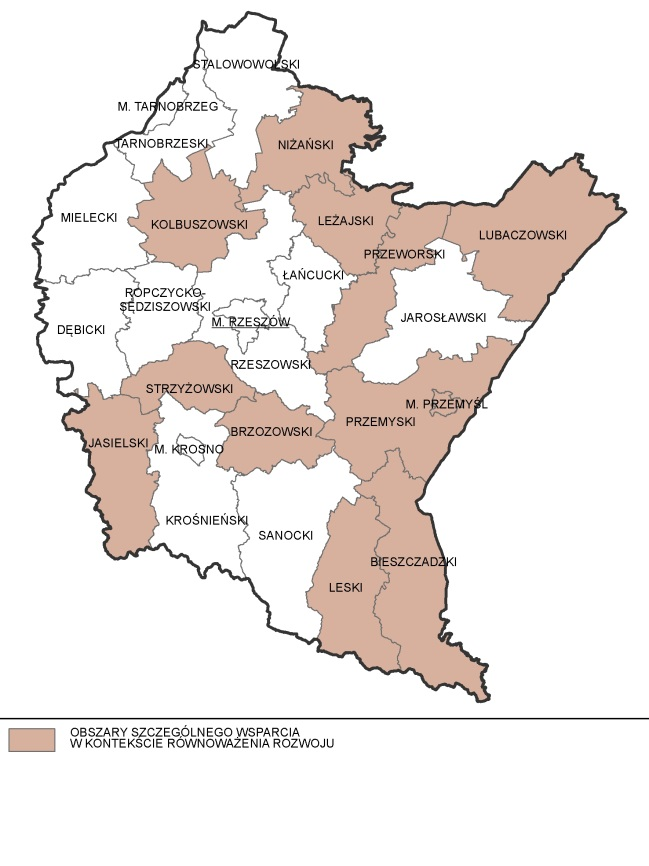 STALOWOWOLSKI
M. TARNOBRZEG
TARNOBRZESKI
NIŻAŃSKI
MIELECKI
KOLBUSZOWSKI
LEŻAJSKI
LUBACZOWSKI
PRZEWORSKI
ŁAŃCUCKI
ROPCZYCKO-
SĘDZISZOWSKI
JAROSŁAWSKI
M. RZESZÓW
DĘBICKI
RZESZOWSKI
STRZYŻOWSKI
M. PRZEMYŚL
PRZEMYSKI
BRZOZOWSKI
JASIELSKI
M. KROSNO
KROŚNIEŃSKI
SANOCKI
BIESZCZADZKI
LESKI
OBSZARY SZCZEGÓLNEGO WSPARCIA
W KONTEKŚCIE RÓWNOWAŻENIA ROZWOJU